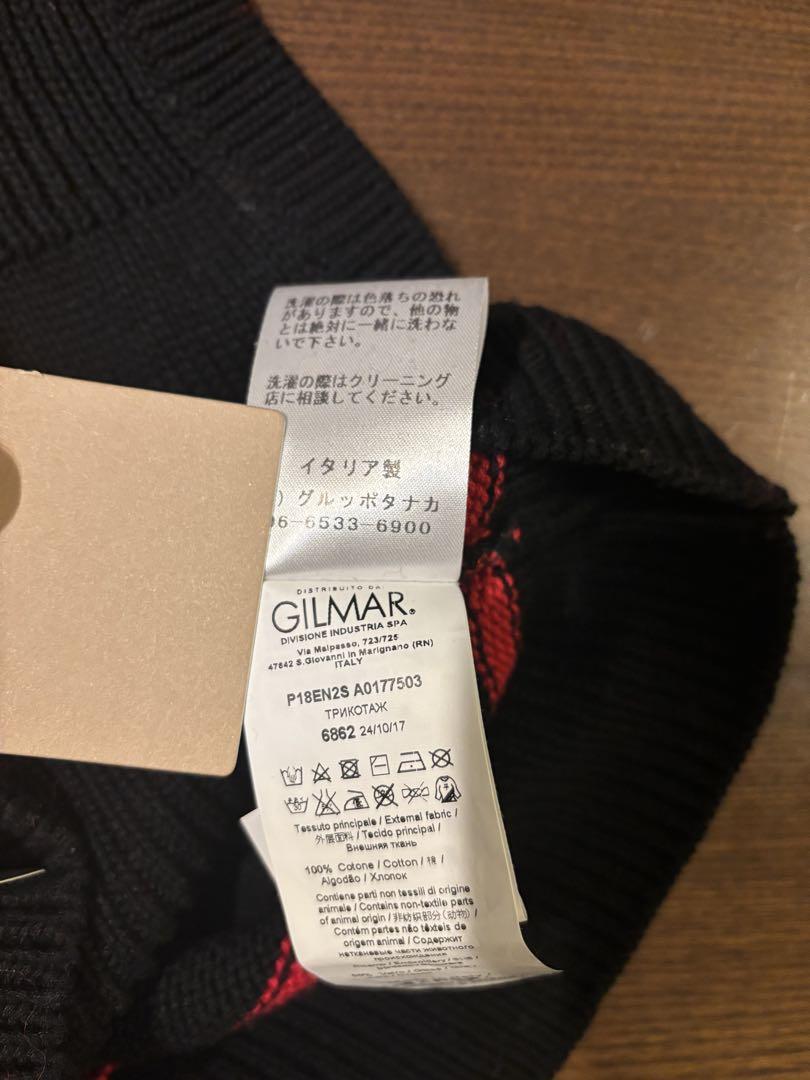 洗濯の際は色落ちの恐れ
がありますので、他の物
とは絶対に一緒に洗わな
いで下さい。
洗濯の際はクリーニング
店に相談してください。
イタリア製
）グルッポタナカ
06-6533-6900
DISTRIBUITO DA:
GILMAR®
DIVISIONE INDUSTRIA SPA
Via Malpasso, 723/725
47842 S.Giovanni in Marignano (RN)
ITALY
P18EN2S A0177503
ТРИКОТАЖ
6862 24/10/17
Tessuto principale / External fabric /
外层面料 / Tecido principal /
Внешняя ткань
100% Cotone / Cotton / 棉 /
Algodão / Хлопок
Contiene parti non tessili di origine
animale / Contains non-textile parts
of animal origin / 非纺织部分（动物） /
Contém partes não têxteis de
origem animal / Содержит
нетканевые части животного
происхождения